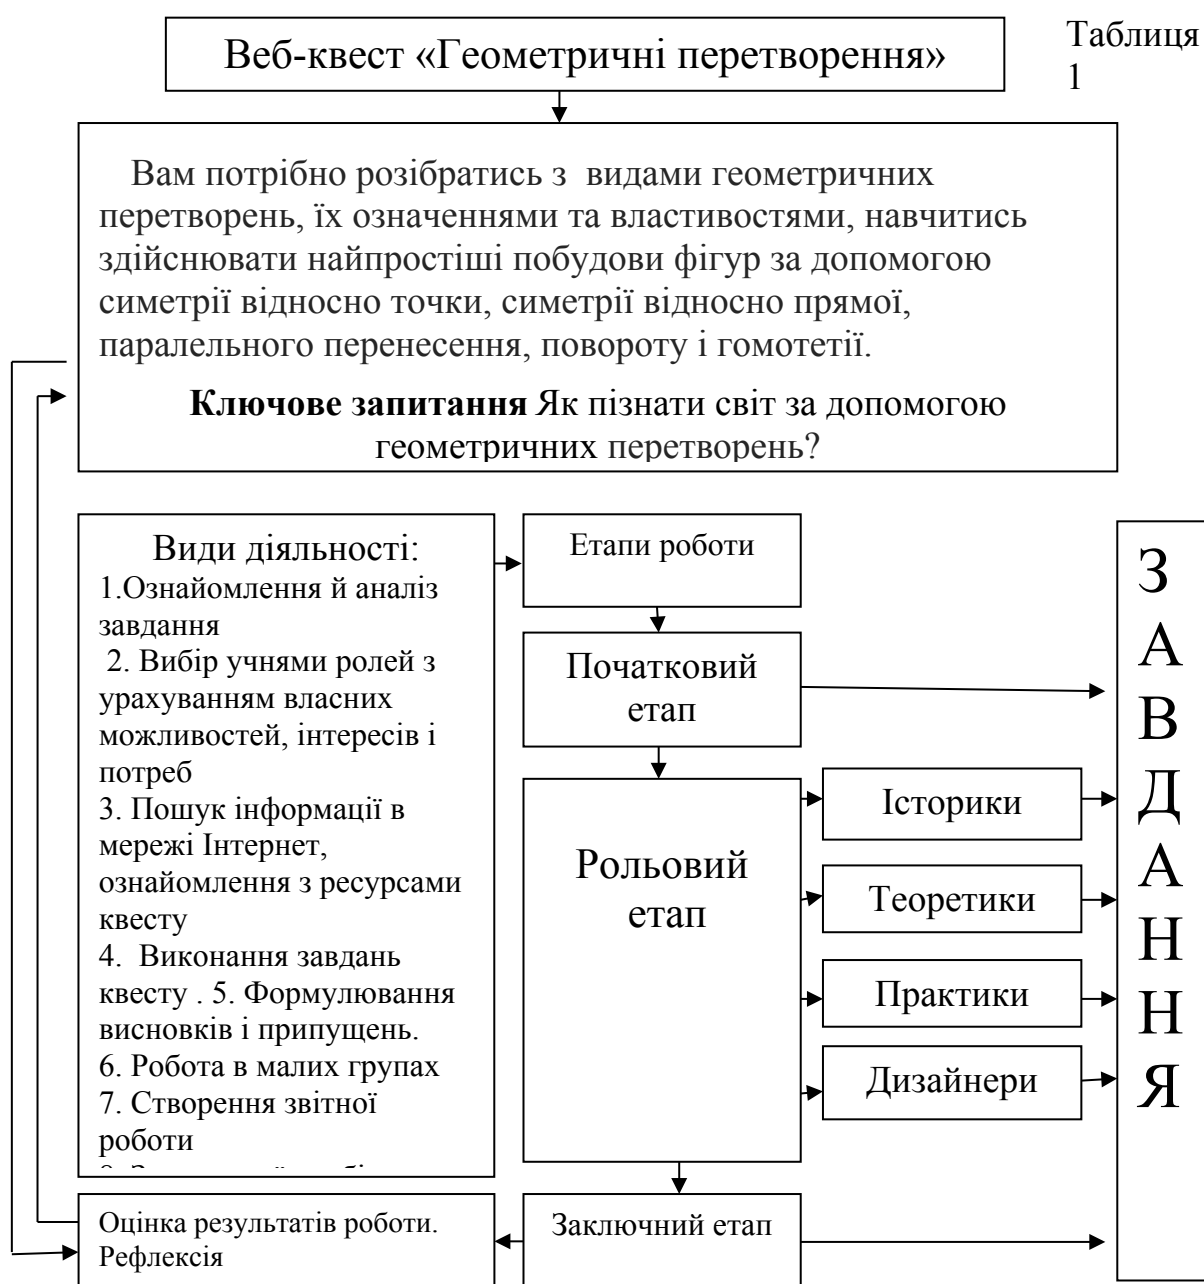 Веб-квест «Геометричні перетворення»
Таблиця
1
Вам потрібно розібратись з видами геометричних
перетворень, їх означеннями та властивостями, навчитись
здійснювати найпростіші побудови фігур за допомогою
симетрії відносно точки, симетрії відносно прямої,
паралельного перенесення, повороту і гомотетії.
Ключове запитання Як пізнати світ за допомогою
геометричних перетворень?
Види діяльності:
1.Ознайомлення й аналіз
завдання
2. Вибір учнями ролей з
урахуванням власних
можливостей, інтересів і
потреб
3. Пошук інформації в
мережі Інтернет,
ознайомлення з ресурсами
квесту
4. Виконання завдань
квесту . 5. Формулювання
висновків і припущень.
6. Робота в малих групах
7. Створення звітної
роботи
Етапи роботи
Початковий
етап
Рольовий
етап
Історики
Теоретики
Практики
Дизайнери
З
А
В
Д
А
Н
Н
Я
Оцінка результатів роботи.
Рефлексія
Заключний етап